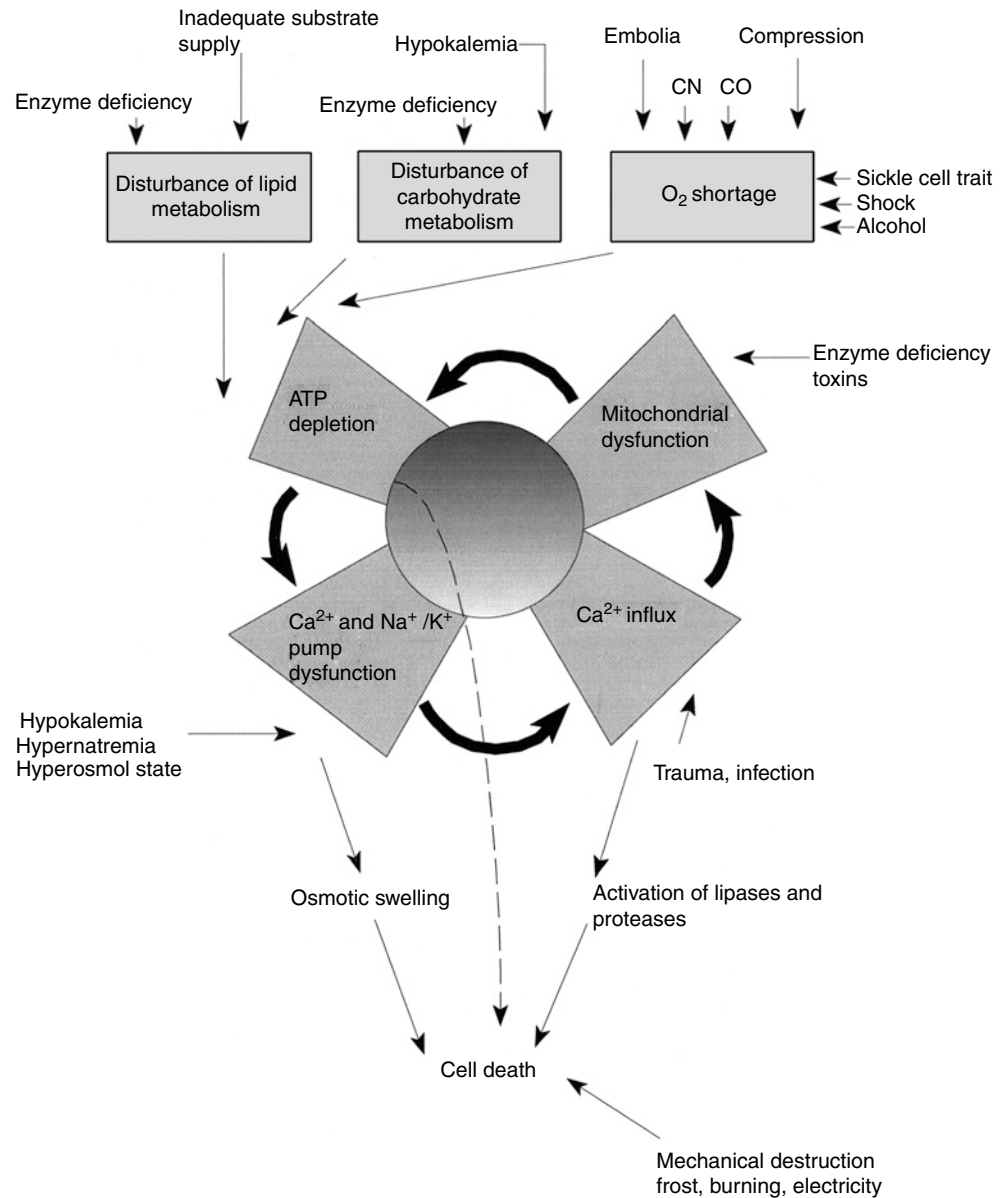 Inadequate substrate
supply
Hypokalemia
Embolia
Compression
CN
CO
Enzyme deficiency
Enzyme deficiency
Disturbance of lipid
metabolism
Disturbance of
carbohydrate
metabolism
O2 shortage
Sickle cell trait
Shock
Alcohol
Enzyme deficiency
toxins
ATP
depletion
Mitochondrial
dysfunction
Ca2+ and Na+ /K+
pump
dysfunction
Ca2+ influx
Hypokalemia
Hypernatremia
Hyperosmol state
Trauma, infection
Osmotic swelling
Activation of lipases and
proteases
Cell death
Mechanical destruction
frost, burning, electricity